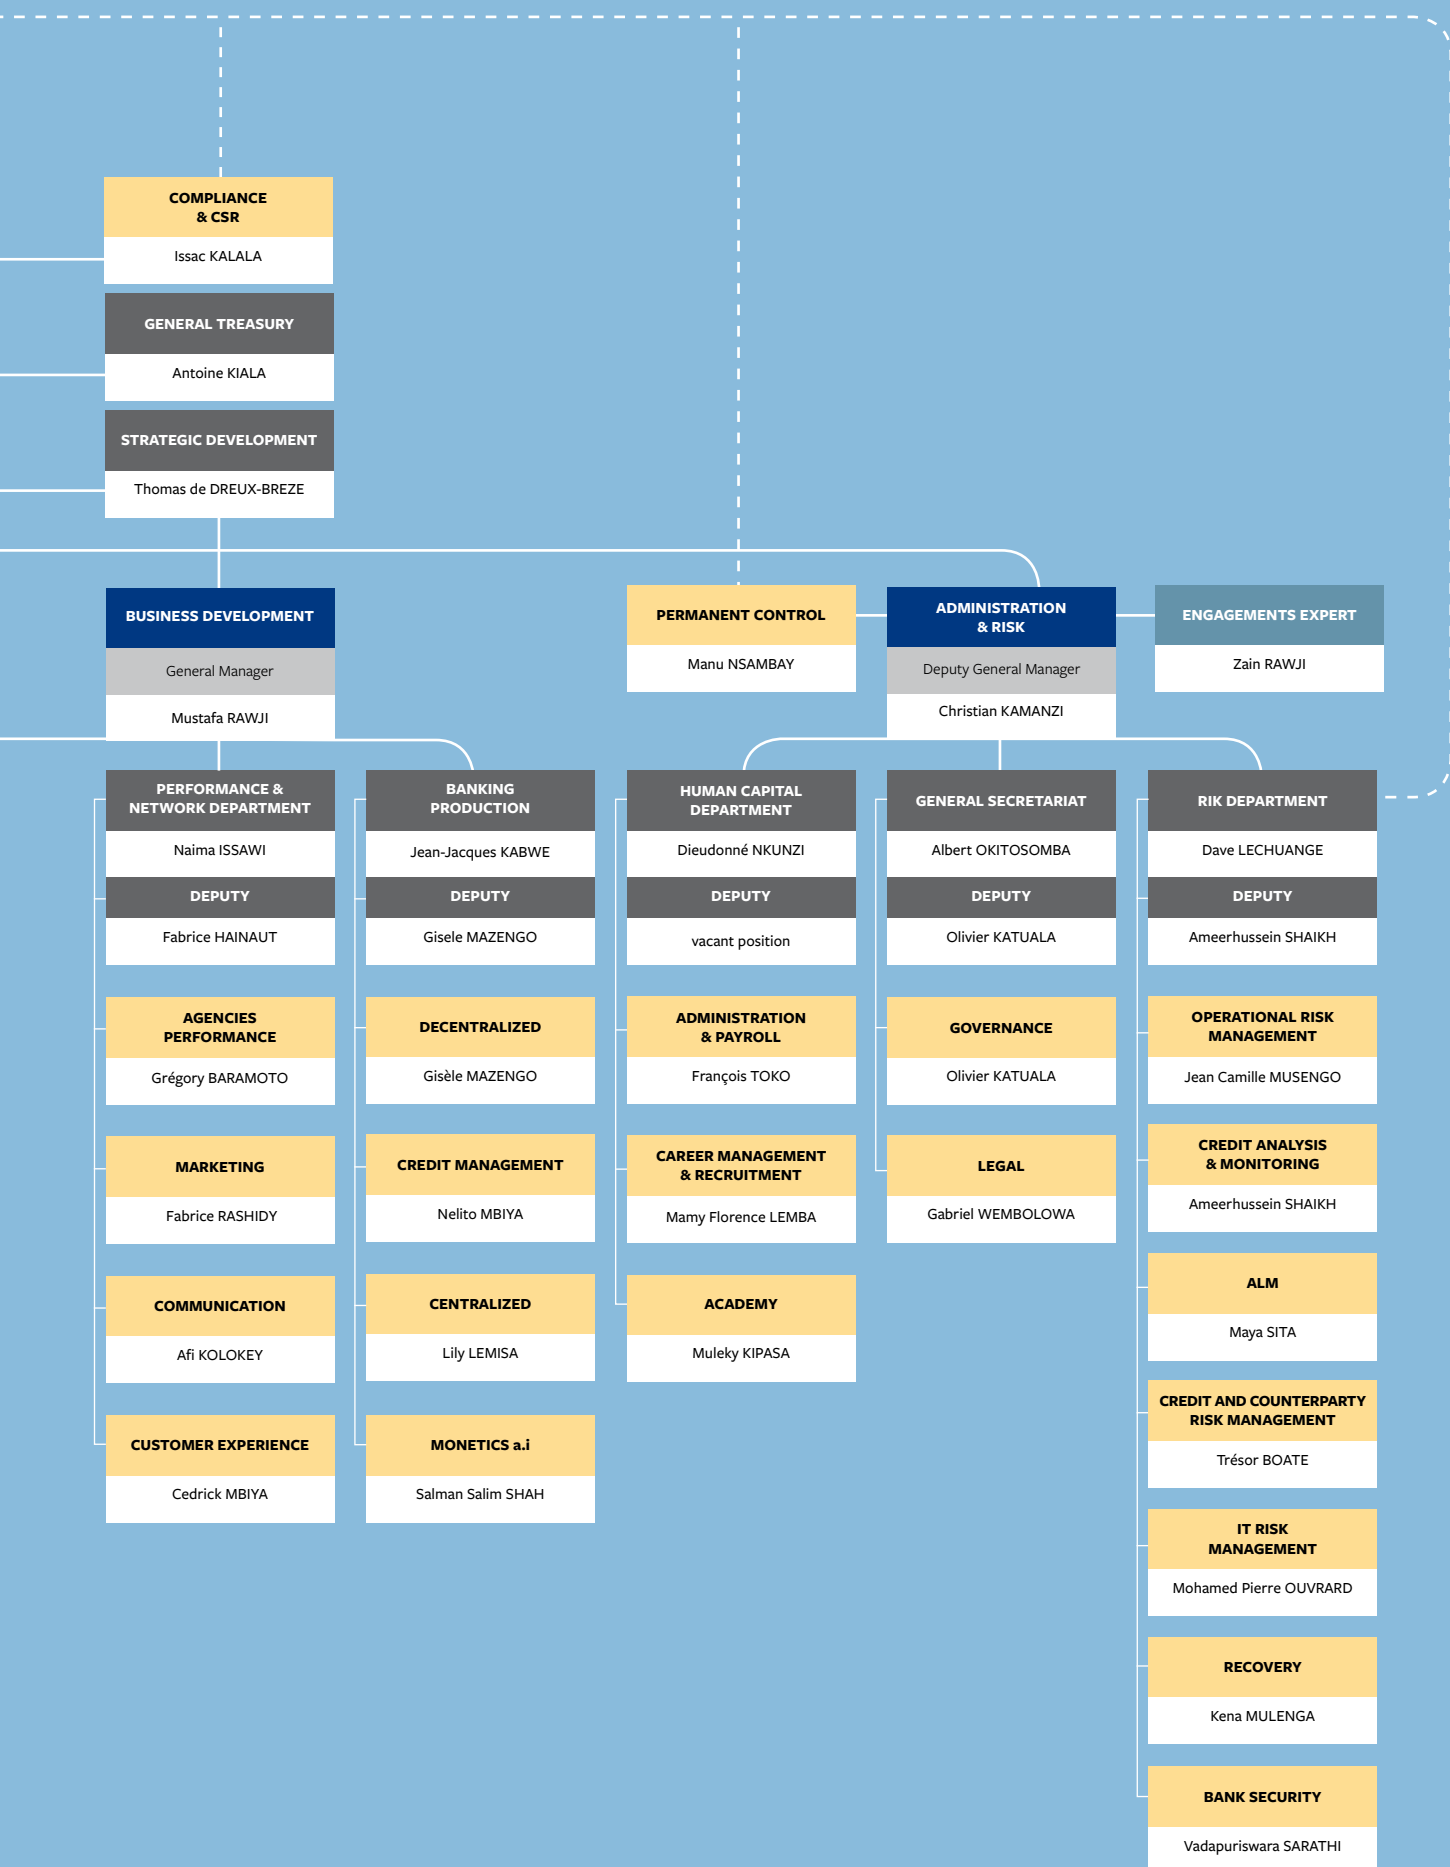 COMPLIANCE
& CSR
Issac KALALA
GENERAL TREASURY
Antoine KIALA
STRATEGIC DEVELOPMENT
Thomas de DREUX-BREZE
BUSINESS DEVELOPMENT
General Manager
Mustafa RAWJI
PERMANENT CONTROL
Manu NSAMBAY
ADMINISTRATION
& RISK
Deputy General Manager
Christian KAMANZI
ENGAGEMENTS EXPERT
Zain RAWJI
PERFORMANCE &
NETWORK DEPARTMENT
Naima ISSAWI
DEPUTY
Fabrice HAINAUT
AGENCIES
PERFORMANCE
Grégory BARAMOTO
MARKETING
Fabrice RASHIDY
COMMUNICATION
Afi KOLOKEY
CUSTOMER EXPERIENCE
Cedrick MBIYA
BANKING
PRODUCTION
Jean-Jacques KABWE
DEPUTY
Gisele MAZENGO
DECENTRALIZED
Gisèle MAZENGO
CREDIT MANAGEMENT
Nelito MBIYA
CENTRALIZED
Lily LEMISA
MONETICS a.i
Salman Salim SHAH
HUMAN CAPITAL
DEPARTMENT
Dieudonné NKUNZI
DEPUTY
vacant position
ADMINISTRATION
& PAYROLL
François TOKO
CAREER MANAGEMENT
& RECRUITMENT
Mamy Florence LEMBA
ACADEMY
Muleky KIPASA
GENERAL SECRETARIAT
Albert OKITOSOMBA
DEPUTY
Olivier KATUALA
GOVERNANCE
Olivier KATUALA
LEGAL
Gabriel WEMBOLOWA
RIK DEPARTMENT
Dave LECHUANGE
DEPUTY
Ameerhussein SHAIKH
OPERATIONAL RISK
MANAGEMENT
Jean Camille MUSENGO
CREDIT ANALYSIS
& MONITORING
Ameerhussein SHAIKH
ALM
Maya SITA
CREDIT AND COUNTERPARTY
RISK MANAGEMENT
Trésor BOATE
IT RISK
MANAGEMENT
Mohamed Pierre OUVRARD
RECOVERY
Kena MULENGA
BANK SECURITY
Vadapuriswara SARATHI